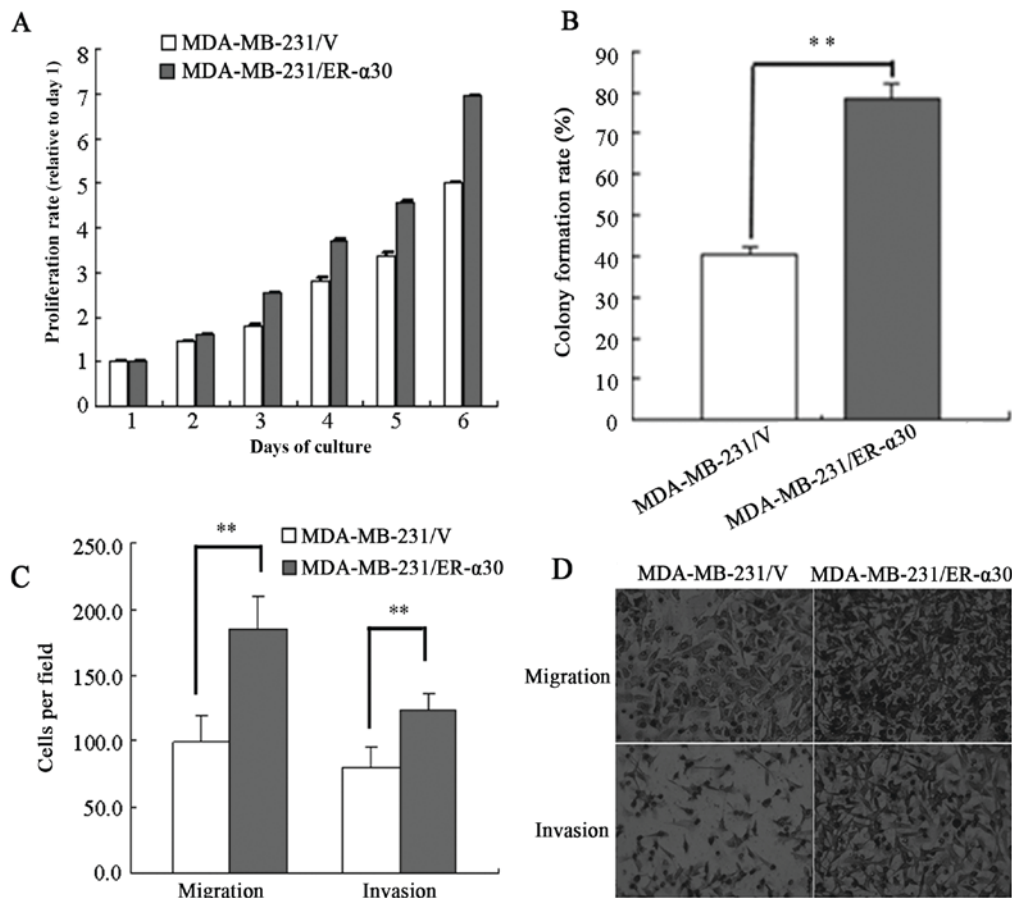 A
MDA-MB-231/V
MDA-MB-231/ER-α30
Proliferation rate (relative to day 1)
8
7
6
5
4
3
2
1
0
1 2 3 4 5 6
Days of culture
B
**
Colony formation rate (%)
90
80
70
60
50
40
30
20
10
0
MDA-MB-231/V
MDA-MB-231/ER-α30
C
MDA-MB-231/V
MDA-MB-231/ER-α30
**
**
Cells per field
250.0
200.0
150.0
100.0
50.0
0.0
Migration Invasion
D
MDA-MB-231/V MDA-MB-231/ER-α30
Migration
Invasion